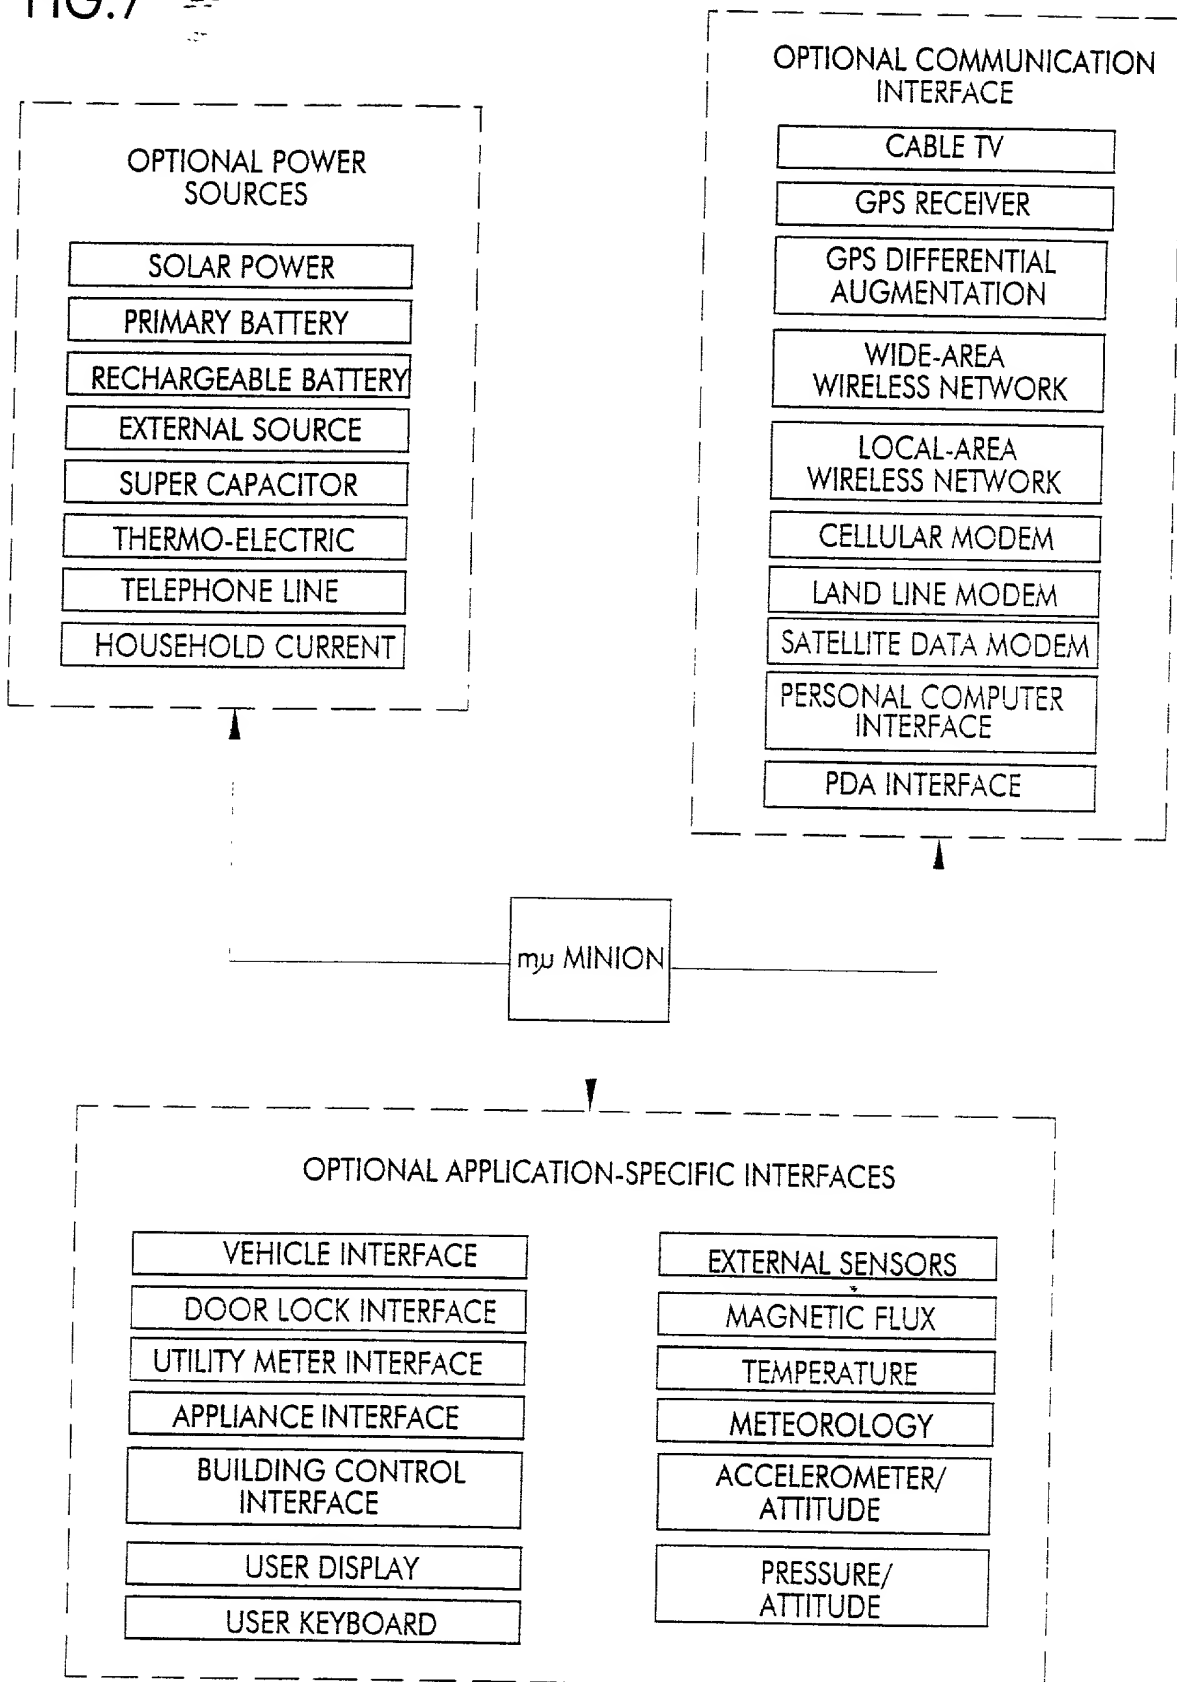 FIG.7
OPTIONAL POWER
SOURCES
SOLAR POWER
PRIMARY BATTERY
RECHARGEABLE BATTERY
EXTERNAL SOURCE
SUPER CAPACITOR
THERMO-ELECTRIC
TELEPHONE LINE
HOUSEHOLD CURRENT
OPTIONAL COMMUNICATION
INTERFACE
CABLE TV
GPS RECEIVER
GPS DIFFERENTIAL
AUGMENTATION
WIDE-AREA
WIRELESS NETWORK
LOCAL-AREA
WIRELESS NETWORK
CELLULAR MODEM
LAND LINE MODEM
SATELLITE DATA MODEM
PERSONAL COMPUTER
INTERFACE
PDA INTERFACE
mμ MINION
OPTIONAL APPLICATION-SPECIFIC INTERFACES
VEHICLE INTERFACE
DOOR LOCK INTERFACE
UTILITY METER INTERFACE
APPLIANCE INTERFACE
BUILDING CONTROL
INTERFACE
USER DISPLAY
USER KEYBOARD
EXTERNAL SENSORS
MAGNETIC FLUX
TEMPERATURE
METEOROLOGY
ACCELEROMETER/
ATTITUDE
PRESSURE/
ATTITUDE